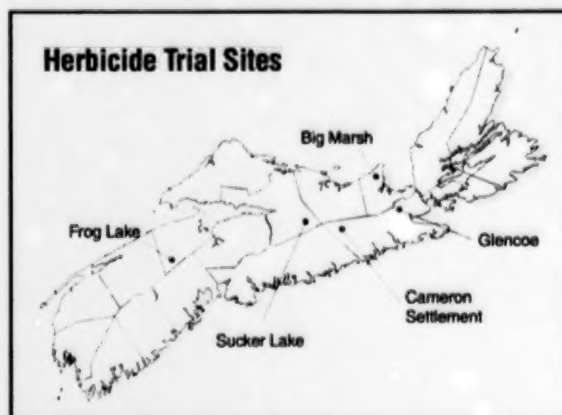 Herbicide Trial Sites
Big Marsh
Frog Lake
Glencoe
Cameron
Settlement
Sucker Lake